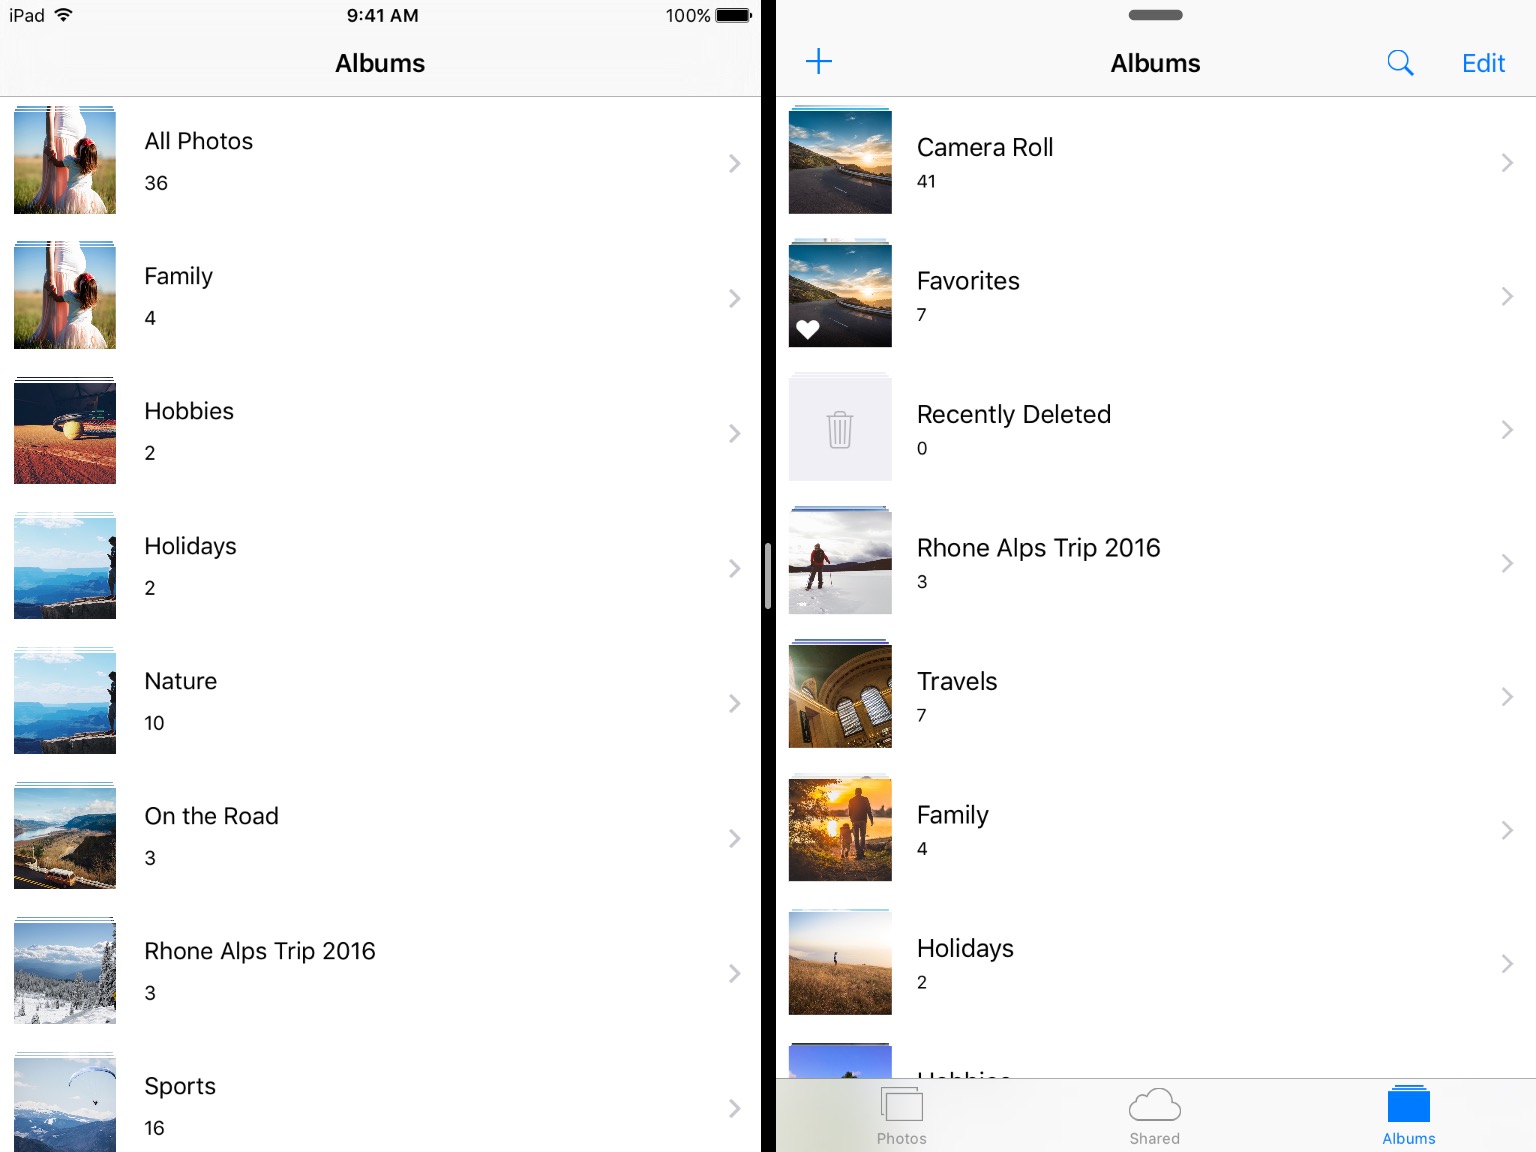 iPad 9:41 AM 100%
Albums
All Photos
36
Family
4
Hobbies
2
Holidays
2
Nature
10
On the Road
3
Rhone Alps Trip 2016
3
Sports
16
Albums Edit
Camera Roll
41
Favorites
7
Recently Deleted
0
Rhone Alps Trip 2016
3
Travels
7
Family
4
Holidays
2
Hobbies
Photos Shared Albums